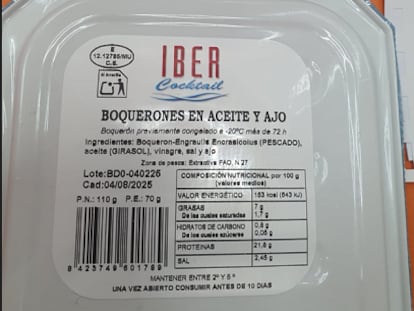 E
12.12785/MU
C.E.
Al Amarillo
IBER
Cocktail
BOQUERONES EN ACEITE Y AJO
Boquerón previamente congelado a -20ºC más de 72 h
Ingredientes: Boqueron-Engraulis Encrasicolus (PESCADO),
aceite (GIRASOL), vinagre, sal y ajo
Zona de pesca: Extractiva FAO, N 27
Lote:BD0-040225
Cad:04/08/2025
P.N.: 110 g P.E.: 70 g
COMPOSICIÓN NUTRICIONAL por 100 g
(valores medios)
VALOR ENERGÉTICO 153 kcal (643 kJ)
GRASAS 7 g
De las cuales saturadas 1,7 g
HIDRATOS DE CARBONO 0,8 g
De los cuales azúcares 0,05 g
PROTEINAS 21,8 g
SAL 2,45 g
8 423749 601789
MANTENER ENTRE 2º Y 5º
UNA VEZ ABIERTO CONSUMIR ANTES DE 10 DIAS